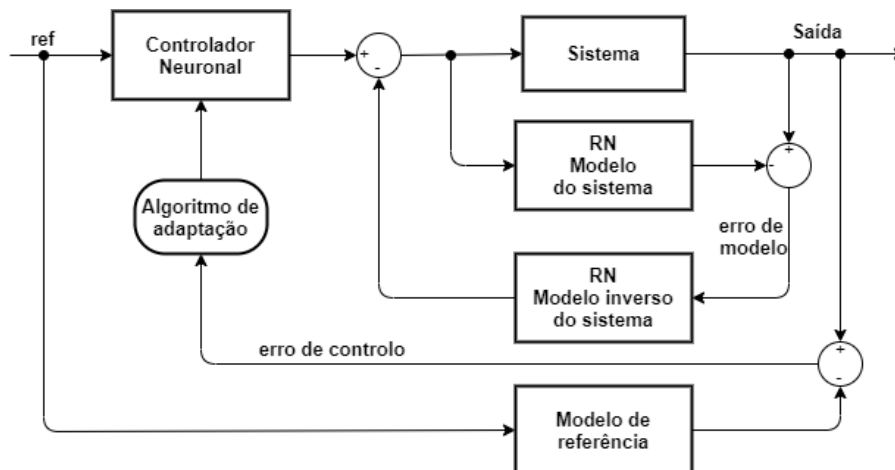 ref
Controlador
Neuronal
+
-
Sistema
Saída
RN
Modelo
do sistema
+
-
Algoritmo de
adaptação
erro de
modelo
RN
Modelo inverso
do sistema
erro de controlo
+
-
Modelo de
referência